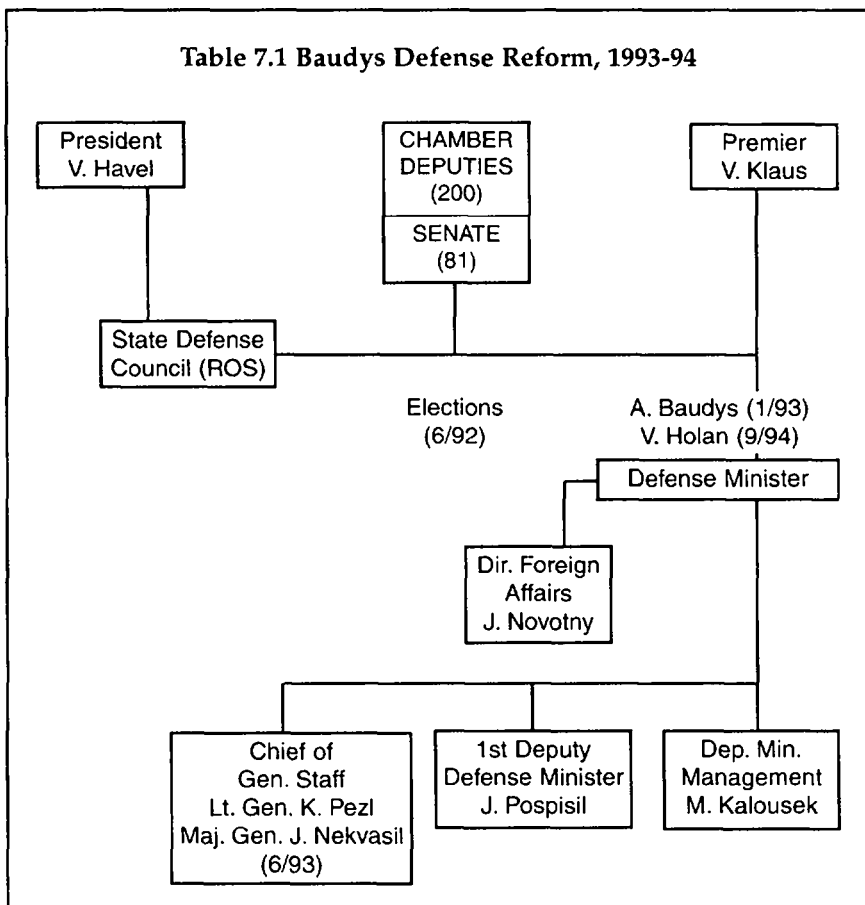 Table 7.1 Baudys Defense Reform, 1993-94
President
V. Havel
CHAMBER
DEPUTIES
(200)
SENATE
(81)
Premier
V. Klaus
State Defense
Council (ROS)
Elections
(6/92)
A. Baudys (1/93)
V. Holan (9/94)
Defense Minister
Dir. Foreign
Affairs
J. Novotny
Chief of
Gen. Staff
Lt. Gen. K. Pezl
Maj. Gen. J. Nekvasil
(6/93)
1st Deputy
Defense Minister
J. Pospisil
Dep. Min.
Management
M. Kalousek